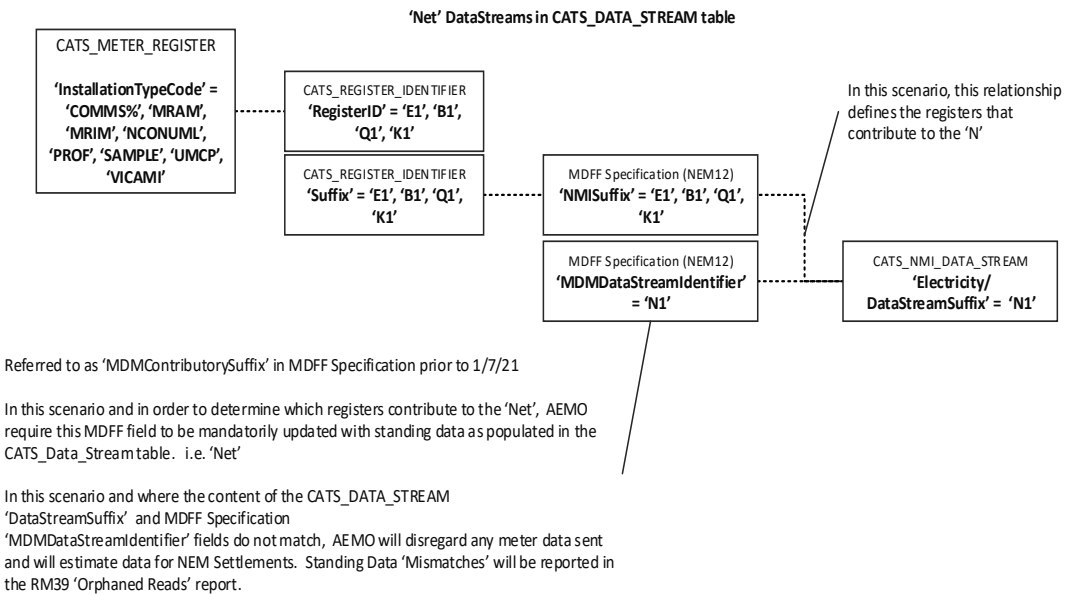 ‘Net’ DataStreams in CATS_DATA_STREAM table
CATS_METER_REGISTER
‘InstallationTypeCode’ =
‘COMMS%’, ‘MRAM’,
‘MRIM’, ‘NCONUML’,
‘PROF’, ‘SAMPLE’, ‘UMCP’,
‘VICAMI’
CATS_REGISTER_IDENTIFIER
‘RegisterID’ = ‘E1’, ‘B1’,
‘Q1’, ‘K1’
CATS_REGISTER_IDENTIFIER
‘Suffix’ = ‘E1’, ‘B1’, ‘Q1’,
‘K1’
MDFF Specification (NEM12)
‘NMISuffix’ = ‘E1’, ‘B1’, ‘Q1’,
‘K1’
MDFF Specification (NEM12)
‘MDMDataStreamIdentifier’
= ‘N1’
In this scenario, this relationship
defines the registers that
contribute to the ‘N’
CATS_NMI_DATA_STREAM
‘Electricity/
DataStreamSuffix’ = ‘N1’
Referred to as ‘MDMContributorySuffix’ in MDFF Specification prior to 1/7/21
In this scenario and in order to determine which registers contribute to the ‘Net’, AEMO
require this MDFF field to be mandatorily updated with standing data as populated in the
CATS_Data_Stream table. i.e. ‘Net’
In this scenario and where the content of the CATS_DATA_STREAM
‘DataStreamSuffix’ and MDFF Specification
‘MDMDataStreamIdentifier’ fields do not match, AEMO will disregard any meter data sent
and will estimate data for NEM Settlements. Standing Data ‘Mismatches’ will be reported in
the RM39 ‘Orphaned Reads’ report.